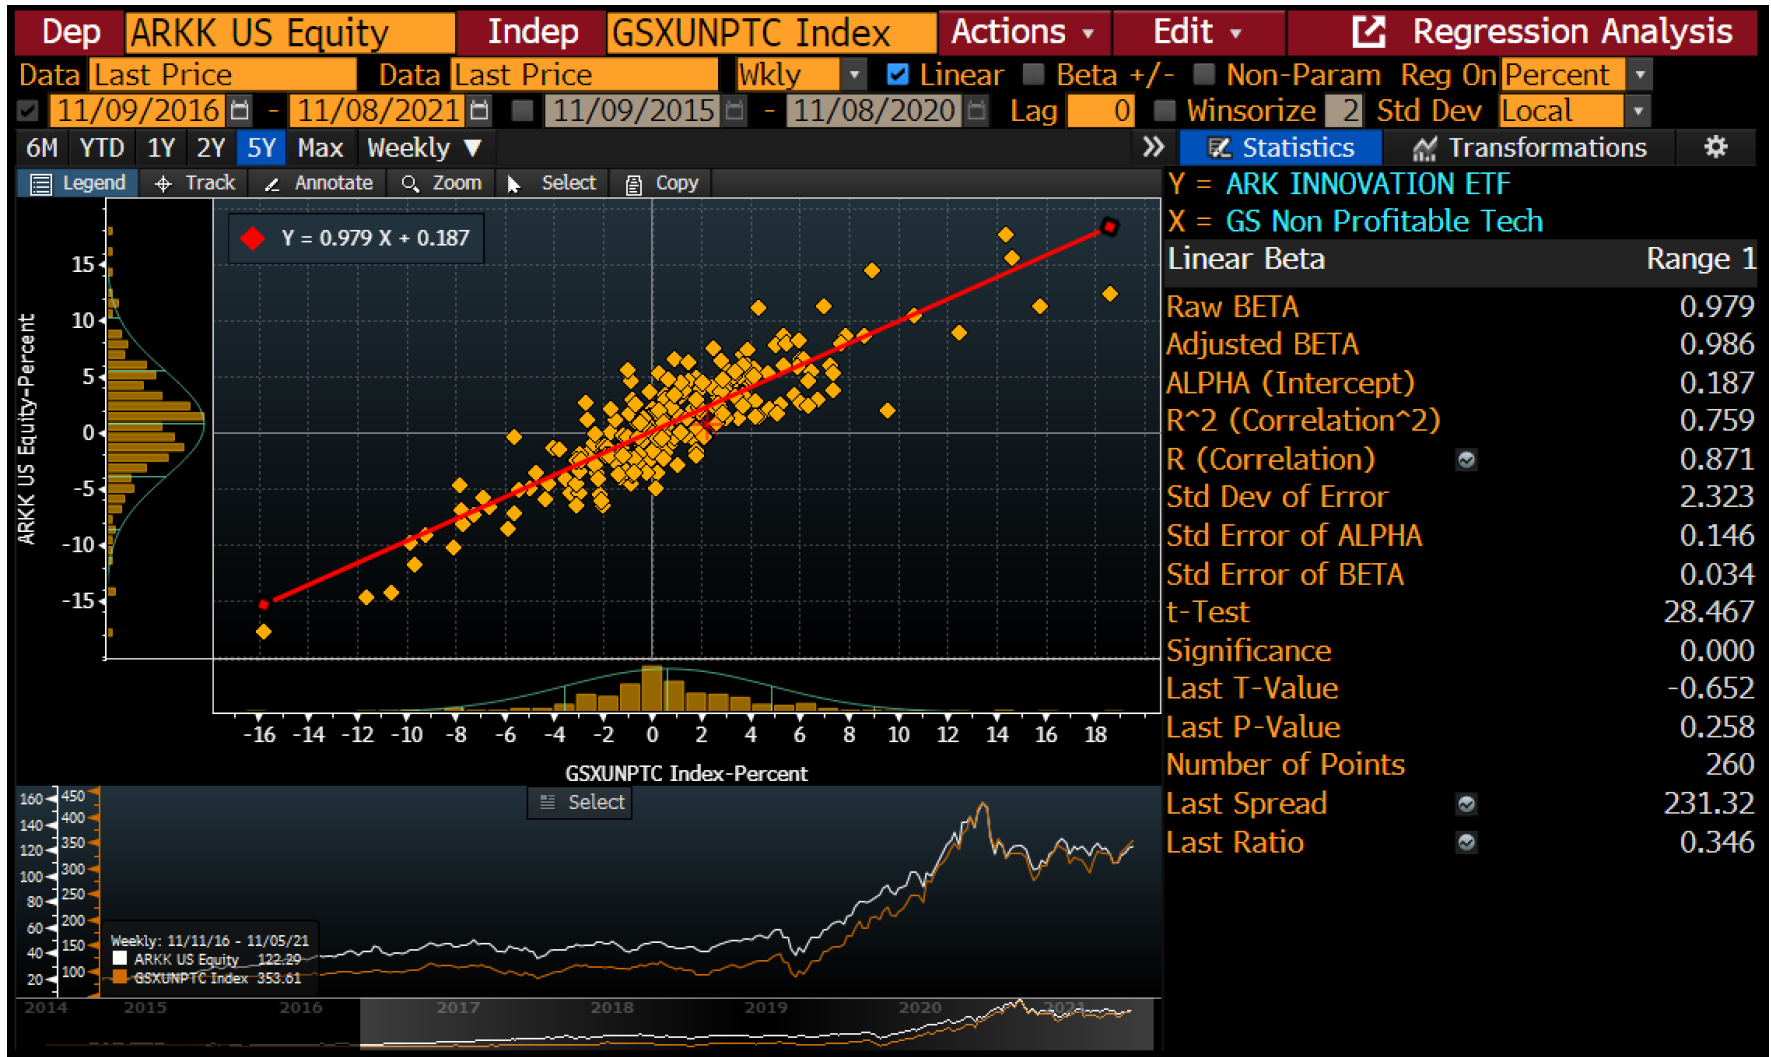 Dep ARKK US Equity Indep GSXUNPTC Index Actions Edit Regression Analysis
Data Last Price Data Last Price Wkly Linear Beta +/- Non-Param Reg On Percent
11/09/2016 - 11/08/2021 11/09/2015 - 11/08/2020 Lag 0 Winsorize 2 Std Dev Local
6M YTD 1Y 2Y 5Y Max Weekly ▼ » Statistics Transformations
Legend Track Annotate Zoom Select Copy
Y = ARK INNOVATION ETF
X = GS Non Profitable Tech
Linear Beta Range 1
Raw BETA 0.979
Adjusted BETA 0.986
ALPHA (Intercept) 0.187
R^2 (Correlation^2) 0.759
R (Correlation) 0.871
Std Dev of Error 2.323
Std Error of ALPHA 0.146
Std Error of BETA 0.034
t-Test 28.467
Significance 0.000
Last T-Value -0.652
Last P-Value 0.258
Number of Points 260
Last Spread 231.32
Last Ratio 0.346
Y = 0.979 X + 0.187
ARKK US Equity-Percent
15
10
5
0
-5
-10
-15
-16 -14 -12 -10 -8 -6 -4 -2 0 2 4 6 8 10 12 14 16 18
GSXUNPTC Index-Percent
Select
160 450
400
140
350
120
300
100
250
80
200
60
150
40
100
20
Weekly: 11/11/16 - 11/05/21
ARKK US Equity 122.29
GSXUNPTC Index 353.61
2014 2015 2016 2017 2018 2019 2020 2021